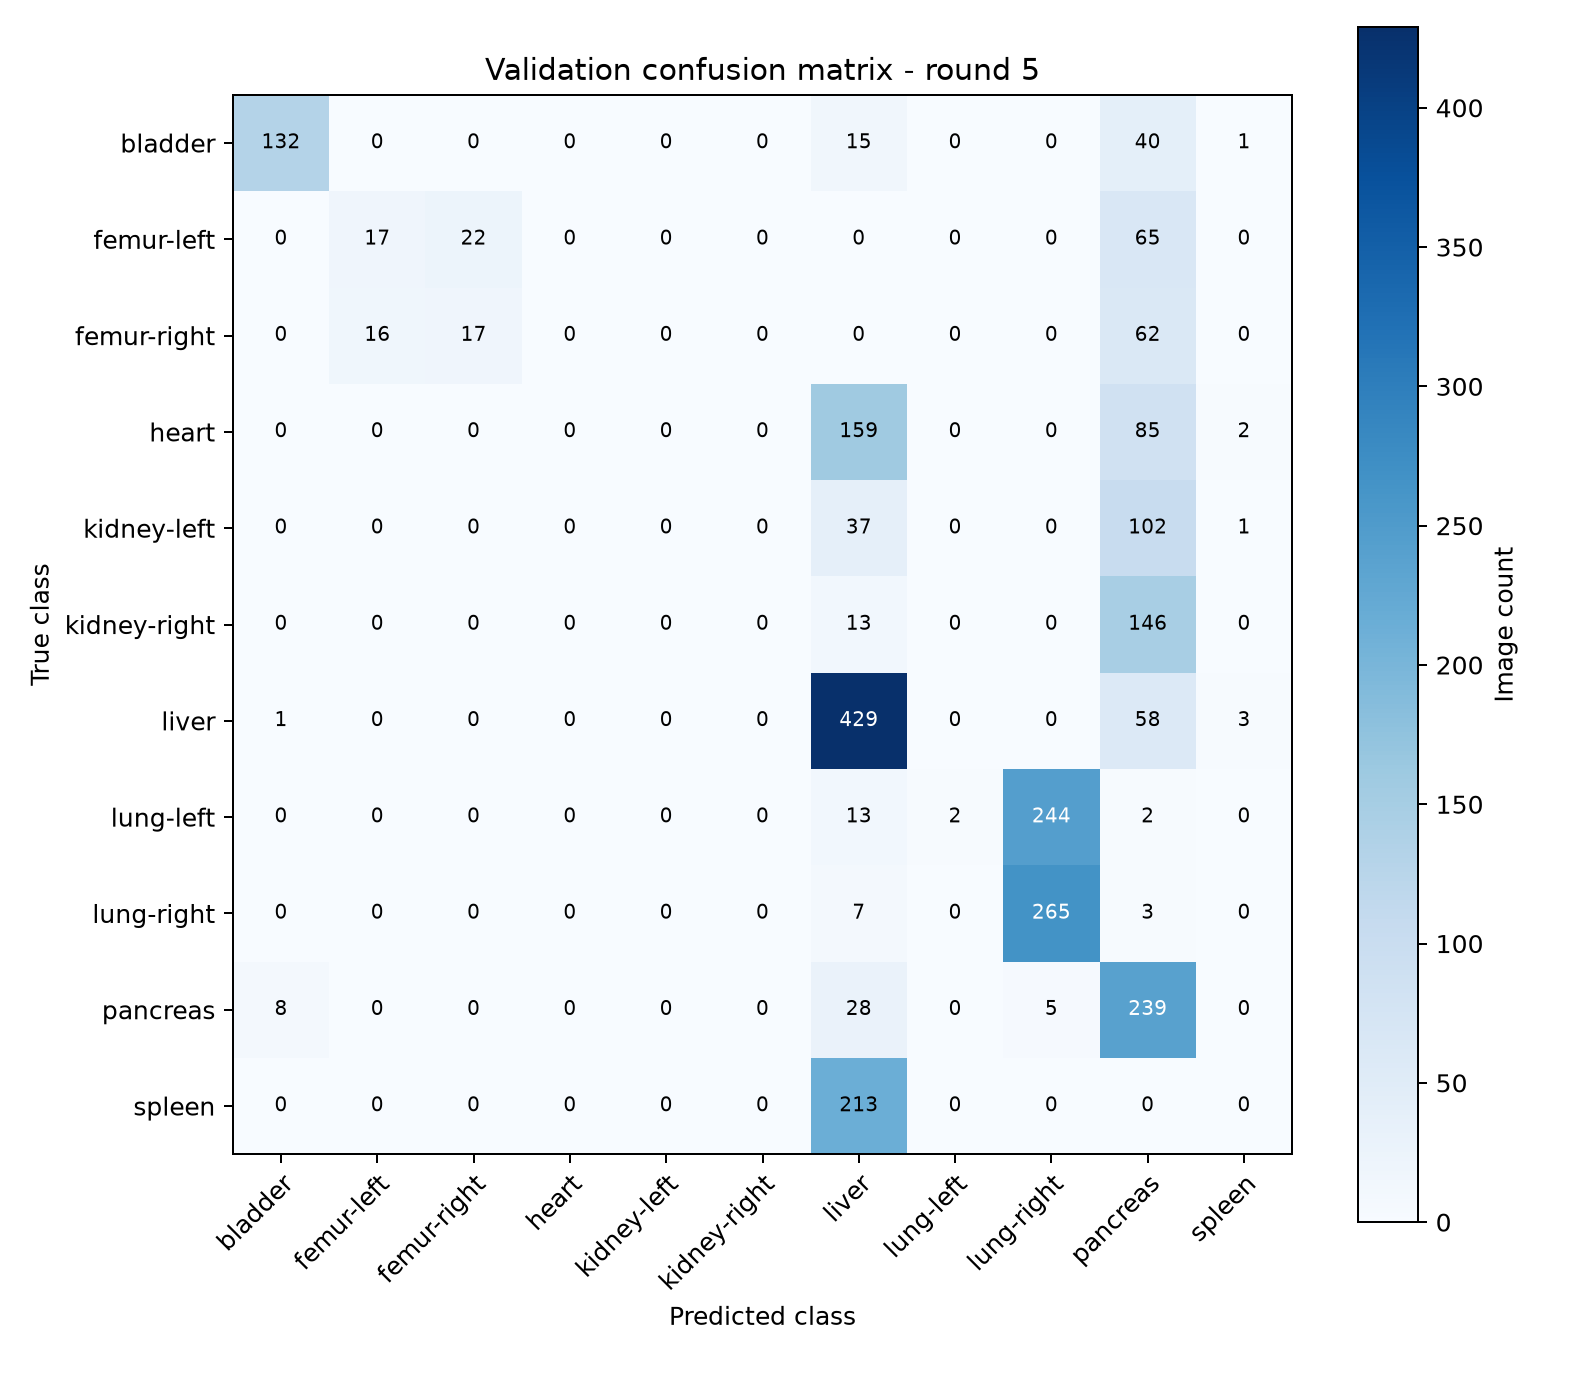 Validation confusion matrix - round 5
bladder 132 0 0 0 0 0 15 0 0 40 1
femur-left 0 17 22 0 0 0 0 0 0 65 0
femur-right 0 16 17 0 0 0 0 0 0 62 0
heart 0 0 0 0 0 0 159 0 0 85 2
kidney-left 0 0 0 0 0 0 37 0 0 102 1
kidney-right 0 0 0 0 0 0 13 0 0 146 0
liver 1 0 0 0 0 0 429 0 0 58 3
lung-left 0 0 0 0 0 0 13 2 244 2 0
lung-right 0 0 0 0 0 0 7 0 265 3 0
pancreas 8 0 0 0 0 0 28 0 5 239 0
spleen 0 0 0 0 0 0 213 0 0 0 0
bladder femur-left femur-right heart kidney-left kidney-right liver lung-left lung-right pancreas spleen
Predicted class
True class
400
350
300
250
200
150
100
50
0
Image count